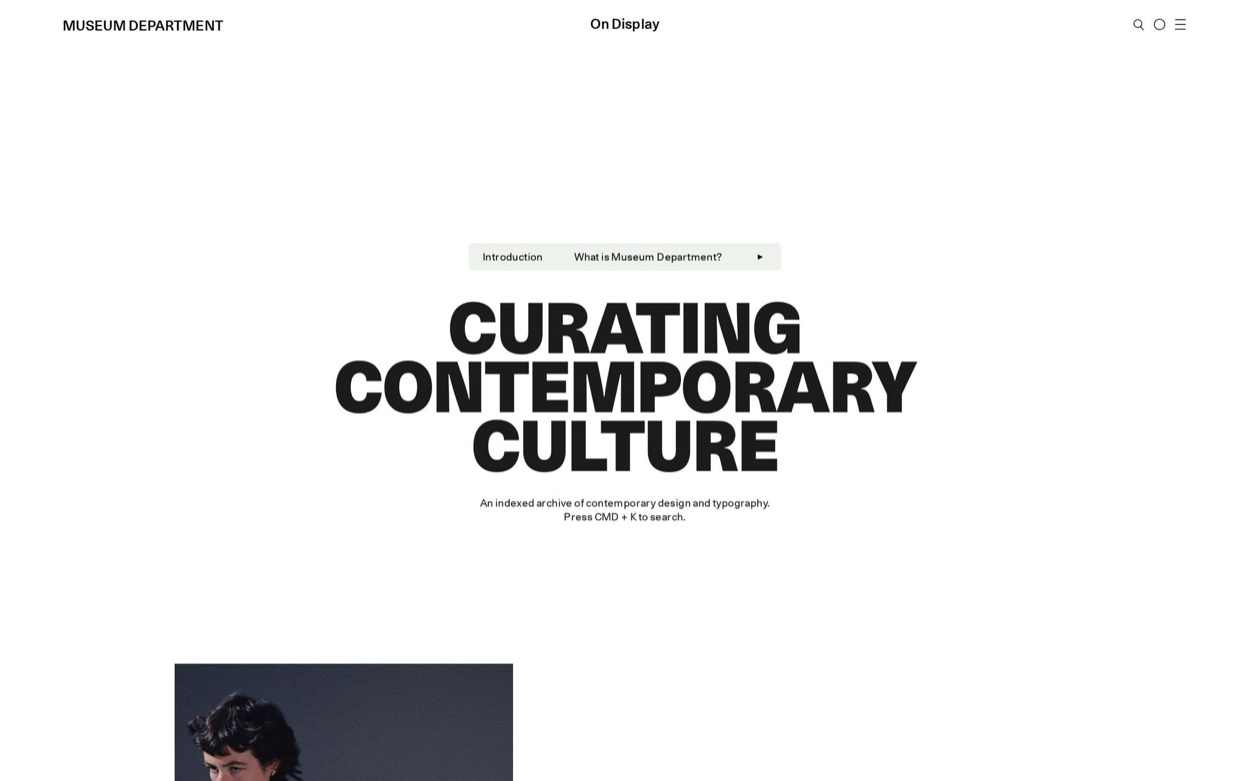 MUSEUM DEPARTMENT
On Display
Introduction What is Museum Department?
CURATING
CONTEMPORARY
CULTURE
An indexed archive of contemporary design and typography.
Press CMD + K to search.